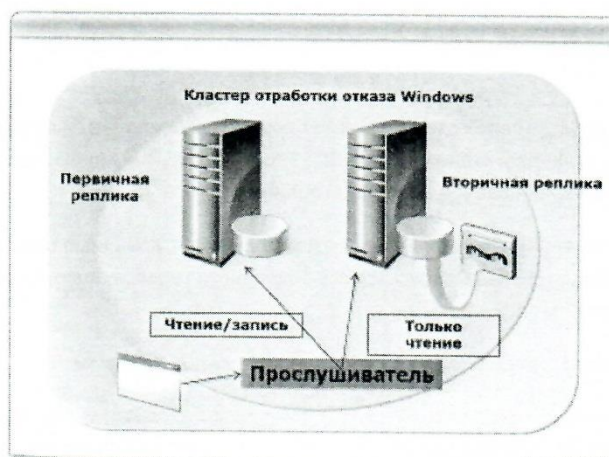 Кластер отработки отказа Windows
Первичная
реплика
Вторичная реплика
Чтение/запись
Только
чтение
Прослушиватель